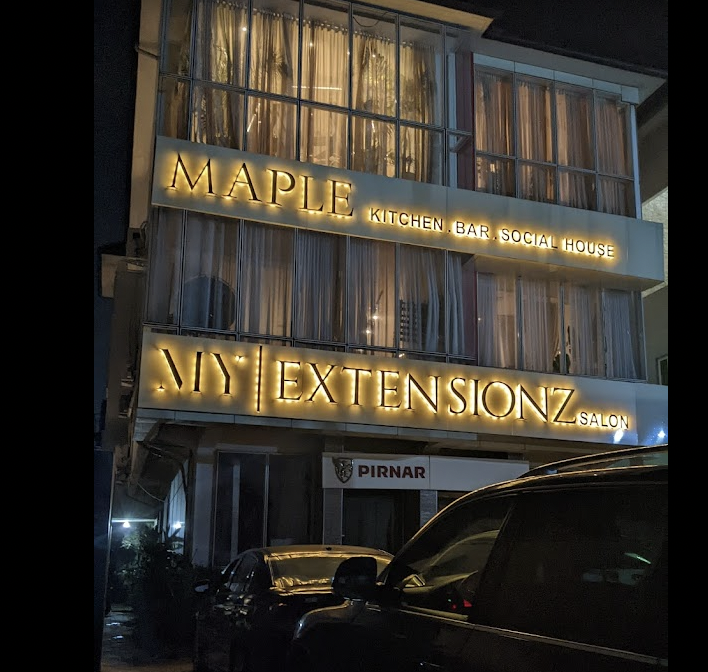 MAPLE KITCHEN . BAR . SOCIAL HOUSE
MY|EXTENSIONZ SALON
PIRNAR